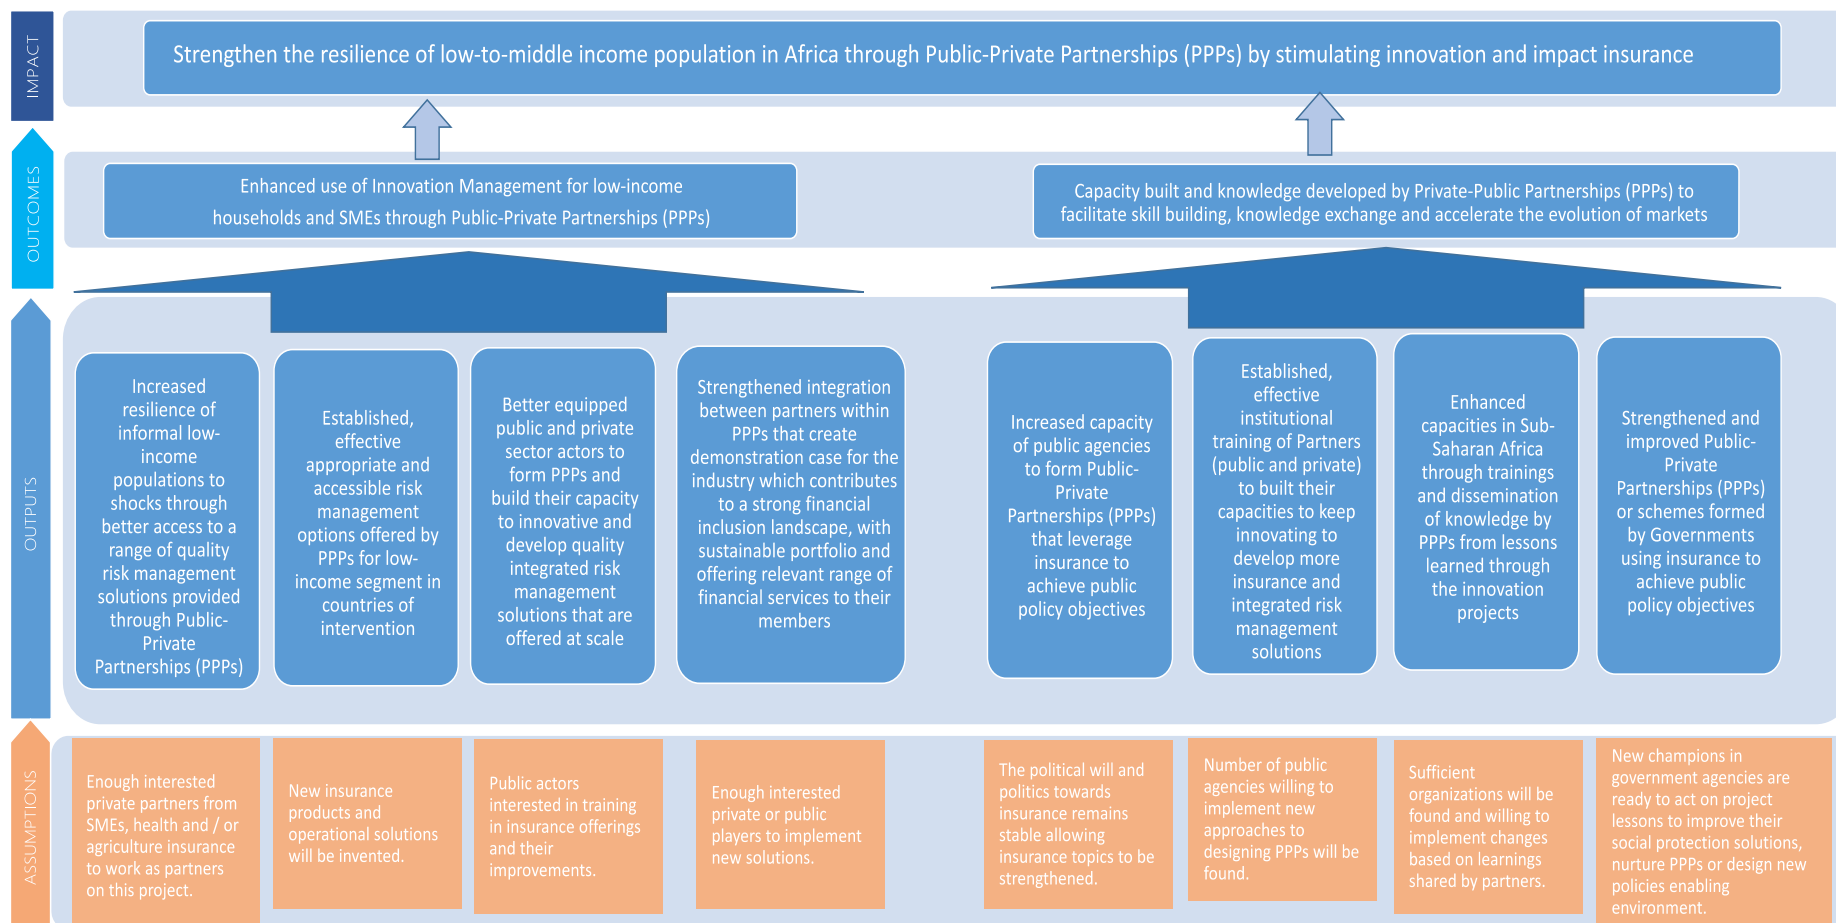 IMPACT
Strengthen the resilience of low-to-middle income population in Africa through Public-Private Partnerships (PPPs) by stimulating innovation and impact insurance
OUTCOMES
Enhanced use of Innovation Management for low-income
households and SMEs through Public-Private Partnerships (PPPs)
Capacity built and knowledge developed by Private-Public Partnerships (PPPs) to
facilitate skill building, knowledge exchange and accelerate the evolution of markets
OUTPUTS
Increased
resilience of
informal low-
income
populations to
shocks through
better access to a
range of quality
risk management
solutions provided
through Public-
Private
Partnerships (PPPs)
Established,
effective
appropriate and
accessible risk
management
options offered by
PPPs for low-
income segment in
countries of
intervention
Better equipped
public and private
sector actors to
form PPPs and
build their capacity
to innovative and
develop quality
integrated risk
management
solutions that are
offered at scale
Strengthened integration
between partners within
PPPs that create
demonstration case for the
industry which contributes
to a strong financial
inclusion landscape, with
sustainable portfolio and
offering relevant range of
financial services to their
members
Increased capacity
of public agencies
to form Public-
Private
Partnerships (PPPs)
that leverage
insurance to
achieve public
policy objectives
Established,
effective
institutional
training of Partners
(public and private)
to built their
capacities to keep
innovating to
develop more
insurance and
integrated risk
management
solutions
Enhanced
capacities in Sub-
Saharan Africa
through trainings
and dissemination
of knowledge by
PPPs from lessons
learned through
the innovation
projects
Strengthened and
improved Public-
Private
Partnerships (PPPs)
or schemes formed
by Governments
using insurance to
achieve public
policy objectives
ASSUMPTIONS
Enough interested
private partners from
SMEs, health and / or
agriculture insurance
to work as partners
on this project.
New insurance
products and
operational solutions
will be invented.
Public actors
interested in training
in insurance offerings
and their
improvements.
Enough interested
private or public
players to implement
new solutions.
The political will and
politics towards
insurance remains
stable allowing
insurance topics to be
strengthened.
Number of public
agencies willing to
implement new
approaches to
designing PPPs will be
found.
Sufficient
organizations will be
found and willing to
implement changes
based on learnings
shared by partners.
New champions in
government agencies are
ready to act on project
lessons to improve their
social protection solutions,
nurture PPPs or design new
policies enabling
environment.